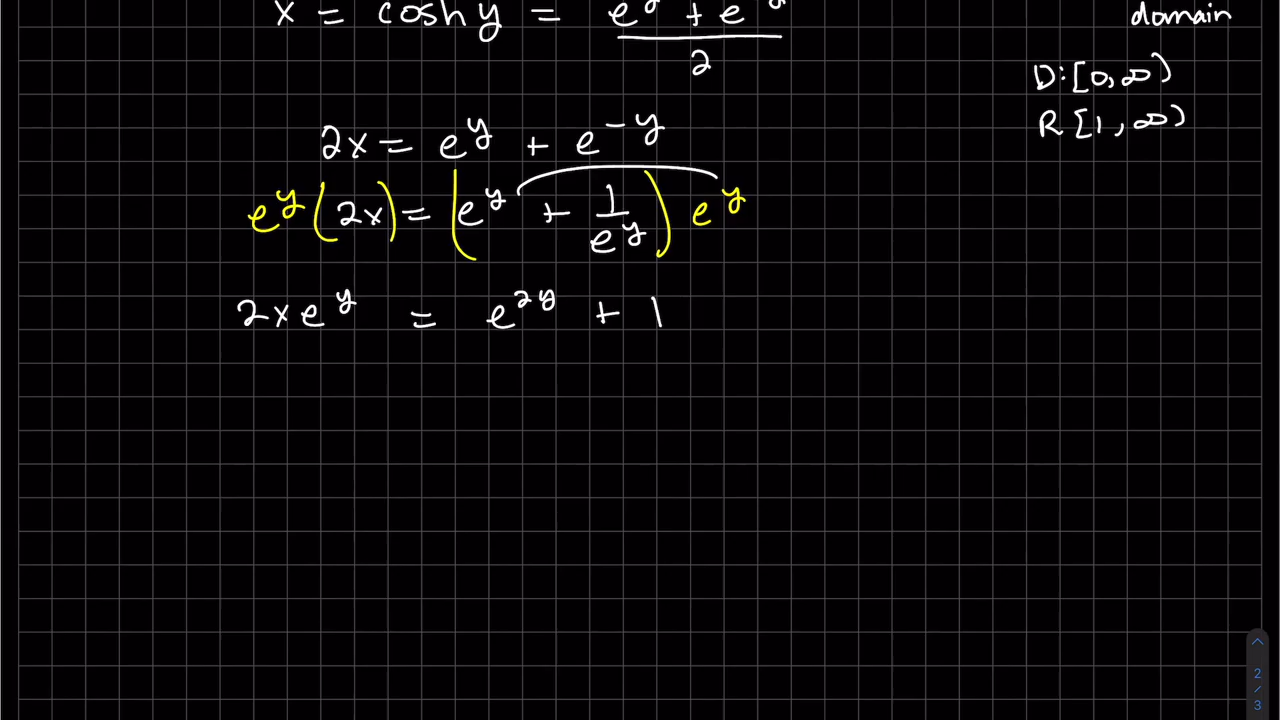 x = cosh y = (e^y + e^-y)/2
domain
D: [0, ∞)
R [1, ∞)
2x = e^y + e^-y
e^y (2x) = (e^y + 1/e^y) e^y
2xe^y = e^2y + 1
2/3